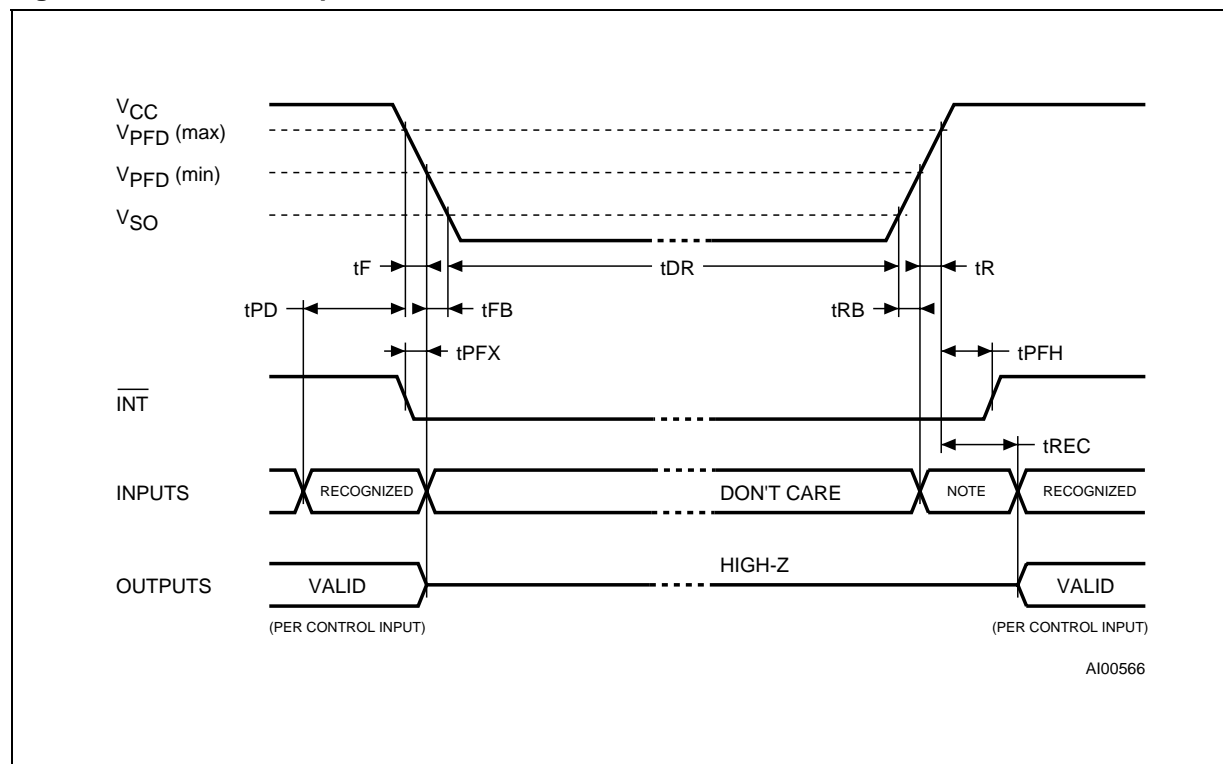 VCC
VPFD (max)
VPFD (min)
VSO
tF
tDR
tR
tPD
tFB
tRB
tPFX
tPFH
INT
tREC
INPUTS
RECOGNIZED
DON'T CARE
NOTE
RECOGNIZED
HIGH-Z
OUTPUTS
VALID
VALID
(PER CONTROL INPUT)
(PER CONTROL INPUT)
AI00566